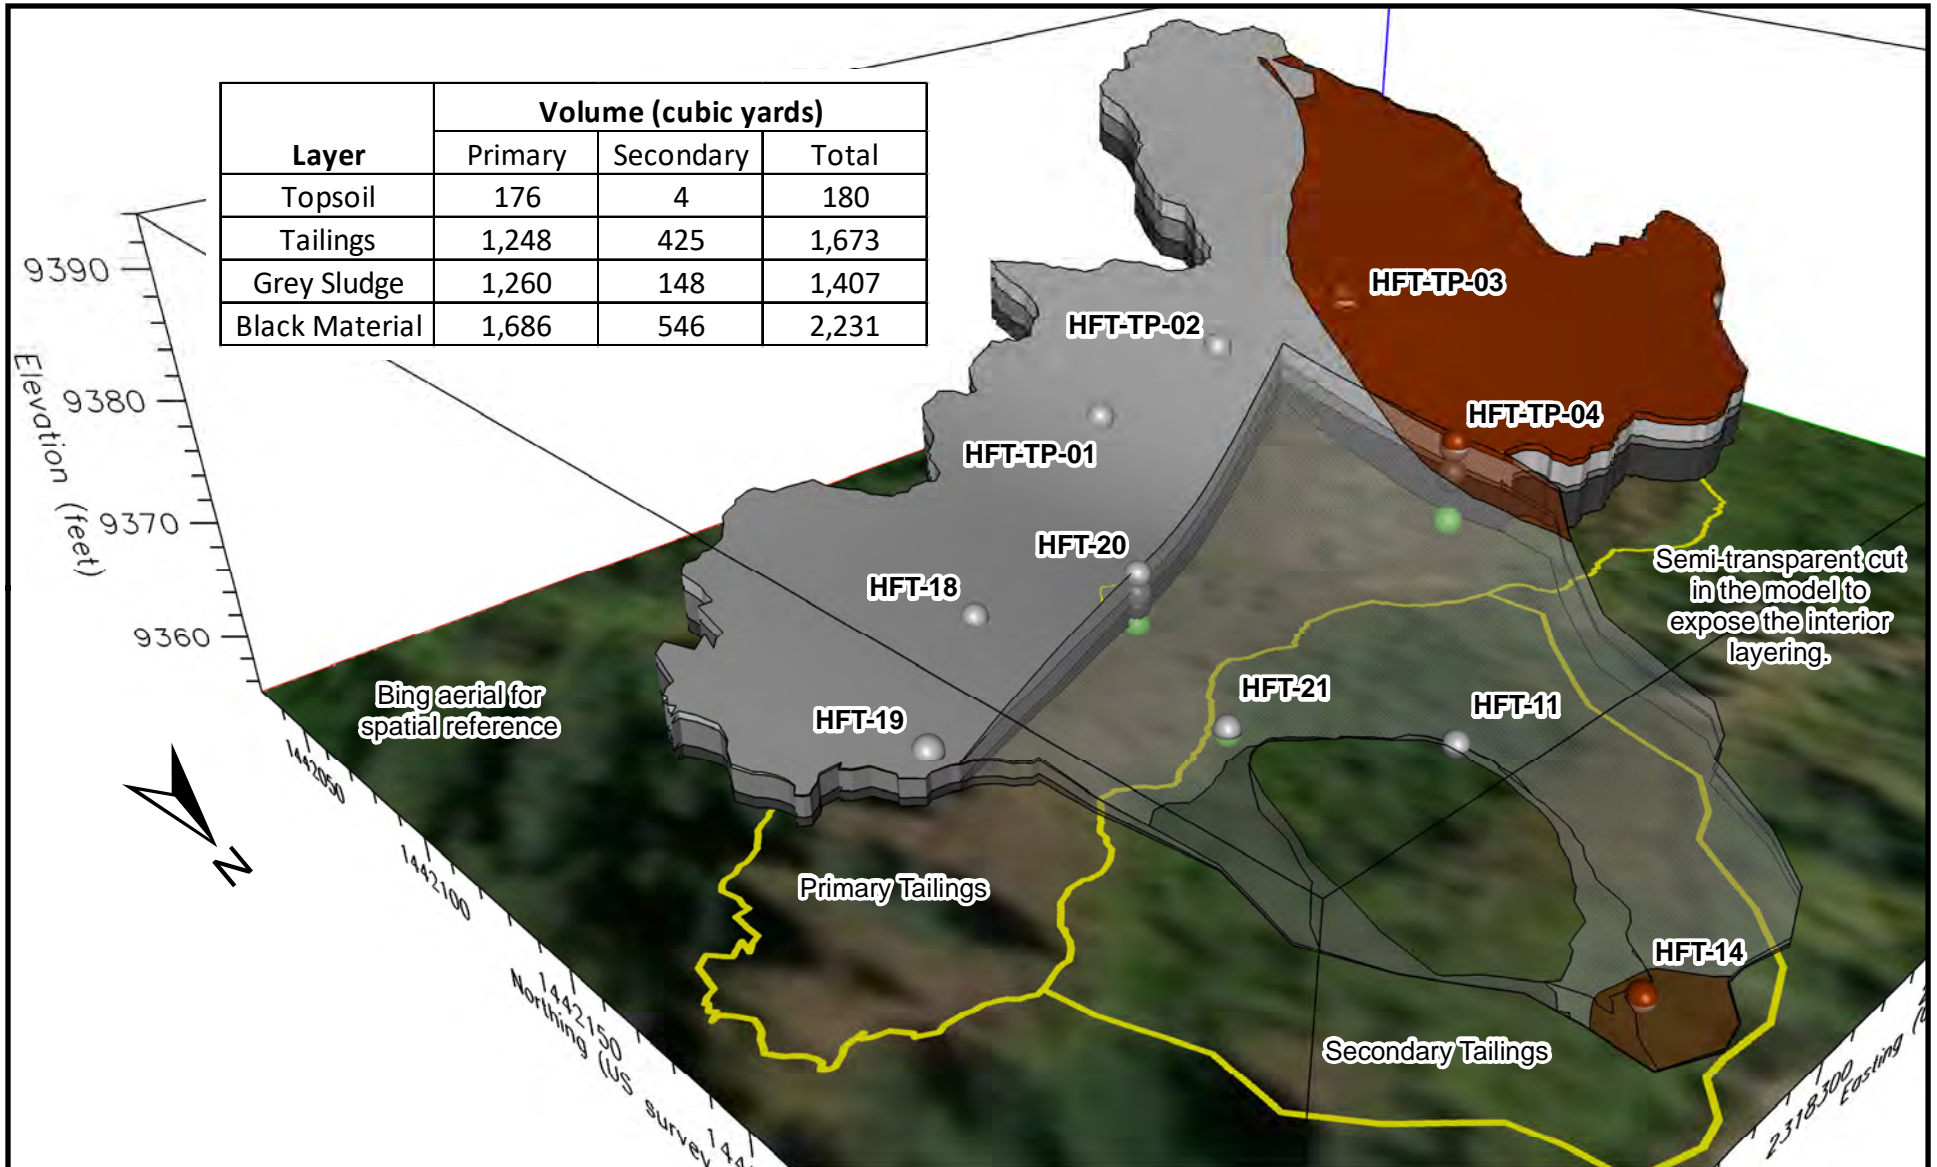 Volume (cubic yards)
Layer Primary Secondary Total
Topsoil 176 4 180
Tailings 1,248 425 1,673
Grey Sludge 1,260 148 1,407
Black Material 1,686 546 2,231
9390
9380
9370
9360
Elevation (feet)
HFT-TP-03
HFT-TP-02
HFT-TP-04
HFT-TP-01
HFT-20
HFT-18
HFT-21
HFT-11
HFT-19
HFT-14
Semi-transparent cut
in the model to
expose the interior
layering.
Bing aerial for
spatial reference
N
Primary Tailings
Secondary Tailings
1442050
1442100
1442150
Northing (US survey
2318300
Easting